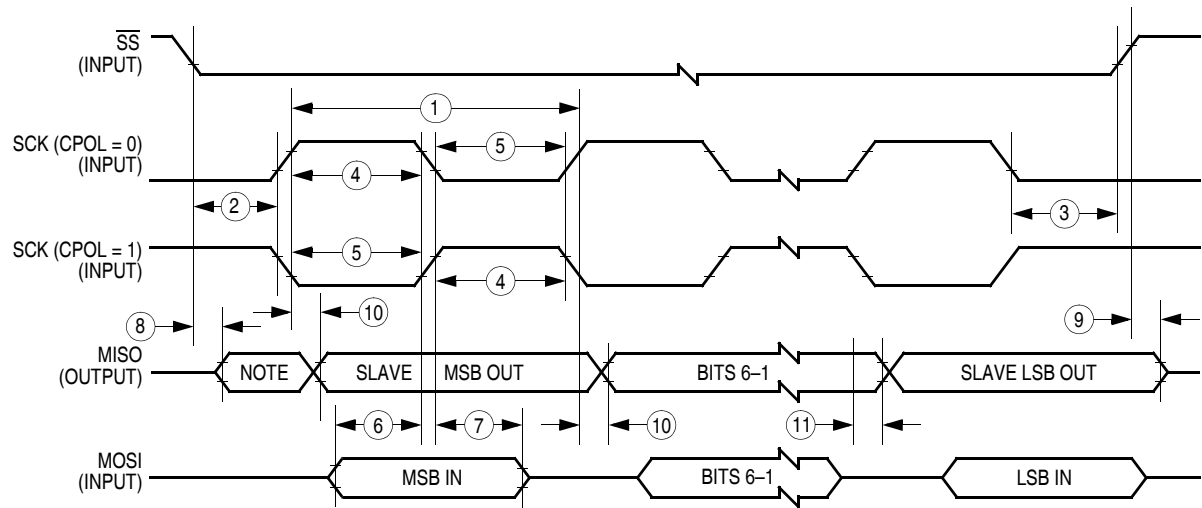 SS
(INPUT)
1
SCK (CPOL = 0)
(INPUT)
5
4
2
3
SCK (CPOL = 1)
(INPUT)
5
4
8
10
9
MISO
(OUTPUT)
NOTE
SLAVE
MSB OUT
BITS 6–1
SLAVE LSB OUT
6
7
10
11
MOSI
(INPUT)
MSB IN
BITS 6–1
LSB IN